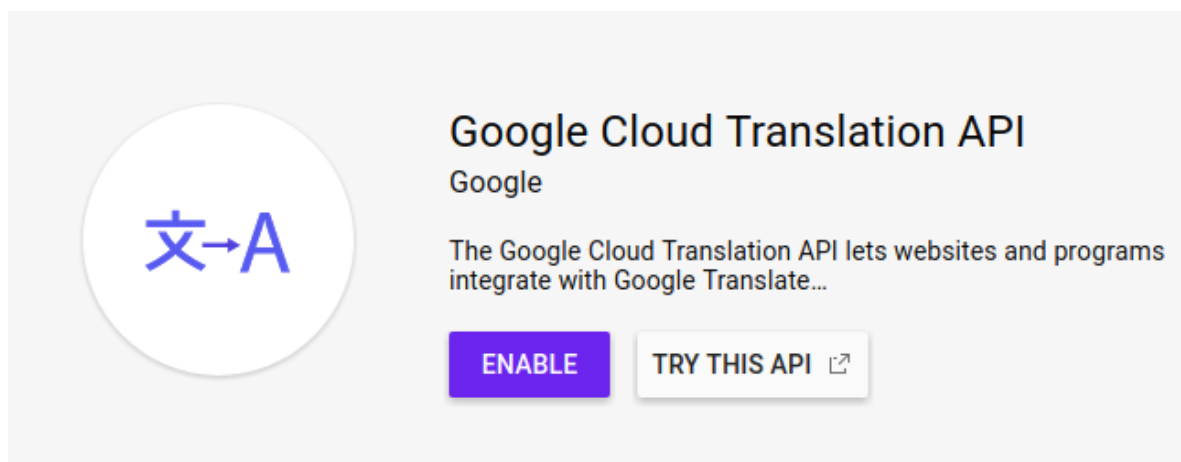 Google Cloud Translation API
Google
文→A
The Google Cloud Translation API lets websites and programs
integrate with Google Translate...
ENABLE
TRY THIS API